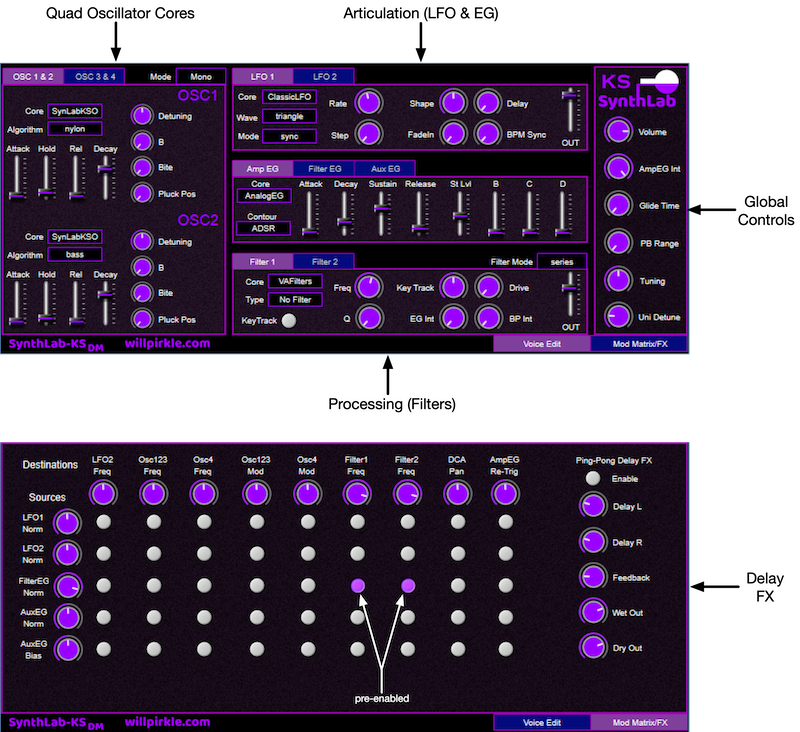 Quad Oscillator Cores
Articulation (LFO & EG)
OSC 1 & 2 OSC 3 & 4 Mode Mono
OSC1
Core SynLabKSO
Algorithm nylon
Attack Hold Rel Decay
Detuning
B
Bite
Pluck Pos
OSC2
Core SynLabKSO
Algorithm bass
Attack Hold Rel Decay
Detuning
B
Bite
Pluck Pos
LFO 1 LFO 2
Core ClassicLFO
Wave triangle
Mode sync
Rate Shape Delay
Step FadeIn BPM Sync
OUT
Amp EG Filter EG Aux EG
Core
AnalogEG
Contour
ADSR
Attack Decay Sustain Release St Lvl B C D
Filter 1 Filter 2 Filter Mode series
Core VAFilters
Type No Filter
KeyTrack
Freq Key Track Drive
Q EG Int BP Int
OUT
KS
SynthLab
Volume
AmpEG Int
Glide Time
PB Range
Tuning
Uni Detune
Global
Controls
SynthLab-KS DM willpirkle.com
Voice Edit Mod Matrix/FX
Processing (Filters)
Destinations
LFO2 Osc123 Osc4 Osc123 Osc4 Filter1 Filter2 DCA AmpEG
Freq Freq Freq Mod Mod Freq Freq Pan Re-Trig
Sources
LFO1
Norm
LFO2
Norm
FilterEG
Norm
AuxEG
Norm
AuxEG
Bias
pre-enabled
Ping-Pong Delay FX
Enable
Delay L
Delay R
Feedback
Wet Out
Dry Out
Delay
FX
SynthLab-KS DM willpirkle.com
Voice Edit Mod Matrix/FX